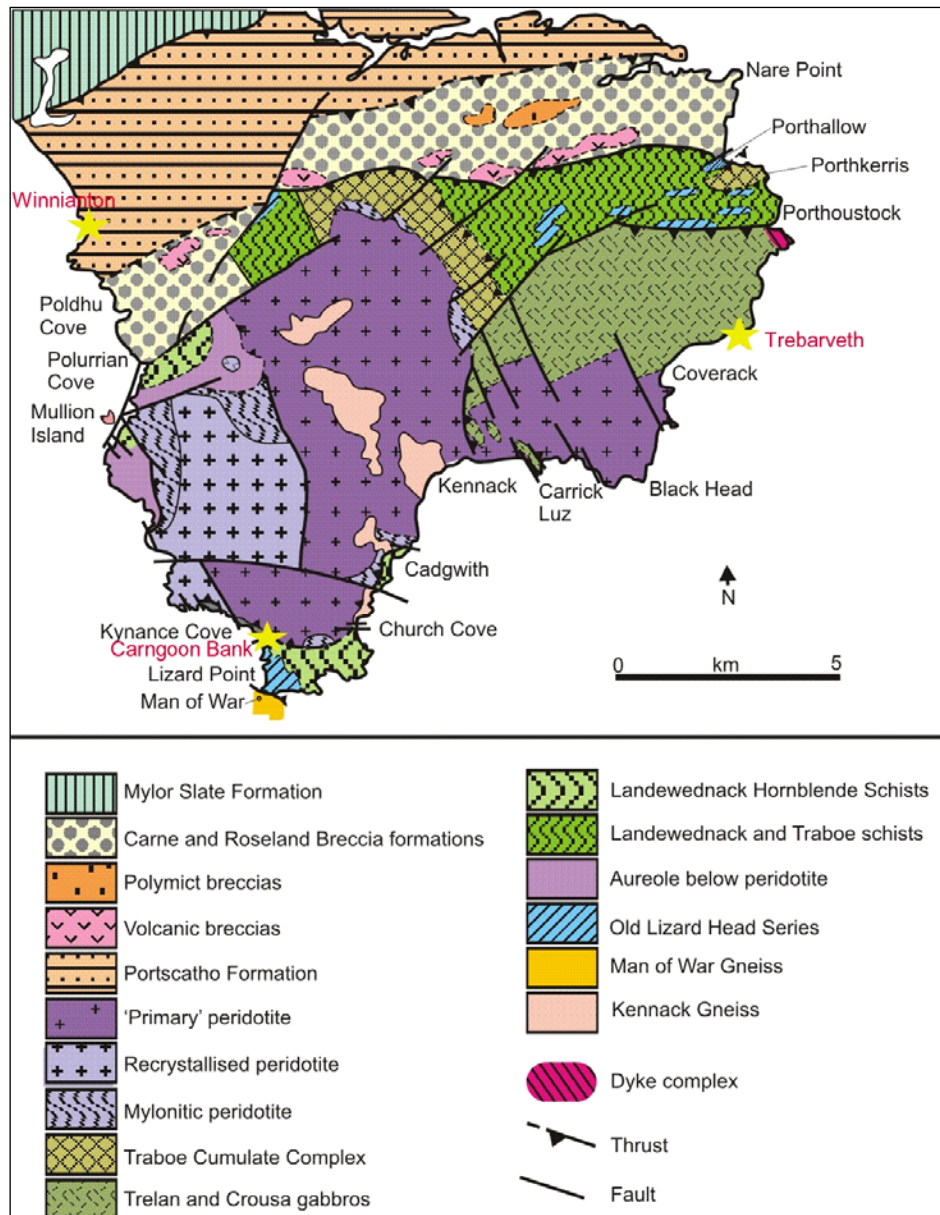 Nare Point
Porthallow
Porthkerris
Winnianton
Porthoustock
Poldhu
Cove
Trebarveth
Polurrian
Cove
Coverack
Mullion
Island
Kennack
Carrick
Luz
Black Head
Cadgwith
N
Kynance Cove
Church Cove
Carngoon Bank
Lizard Point
0 km 5
Man of War
Mylor Slate Formation
Carne and Roseland Breccia formations
Polymict breccias
Volcanic breccias
Portscatho Formation
'Primary' peridotite
Recrystallised peridotite
Mylonitic peridotite
Traboe Cumulate Complex
Trelan and Crousa gabbros
Landewednack Hornblende Schists
Landewednack and Traboe schists
Aureole below peridotite
Old Lizard Head Series
Man of War Gneiss
Kennack Gneiss
Dyke complex
Thrust
Fault